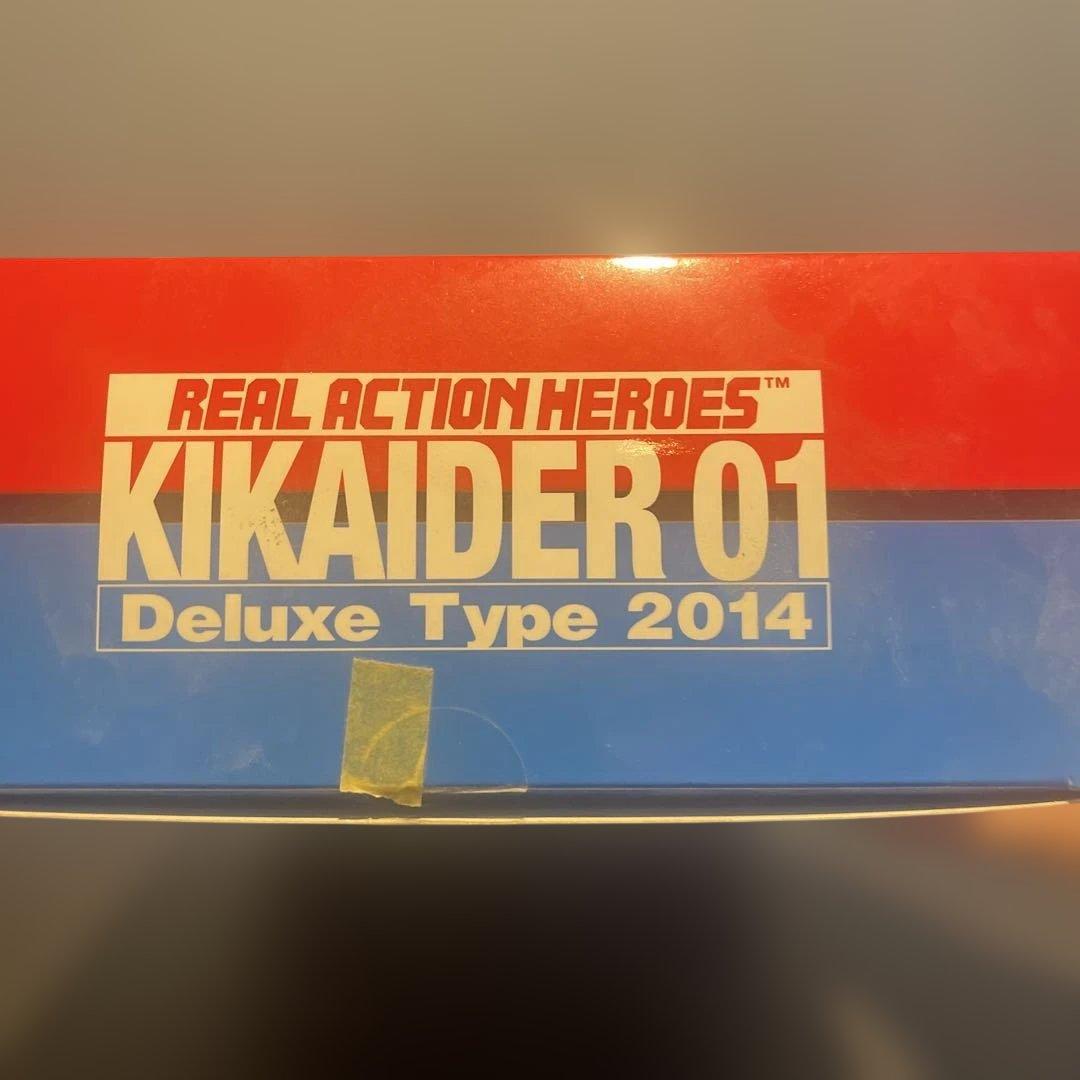 REAL ACTION HEROES™
KIKAIDER 01
Deluxe Type 2014